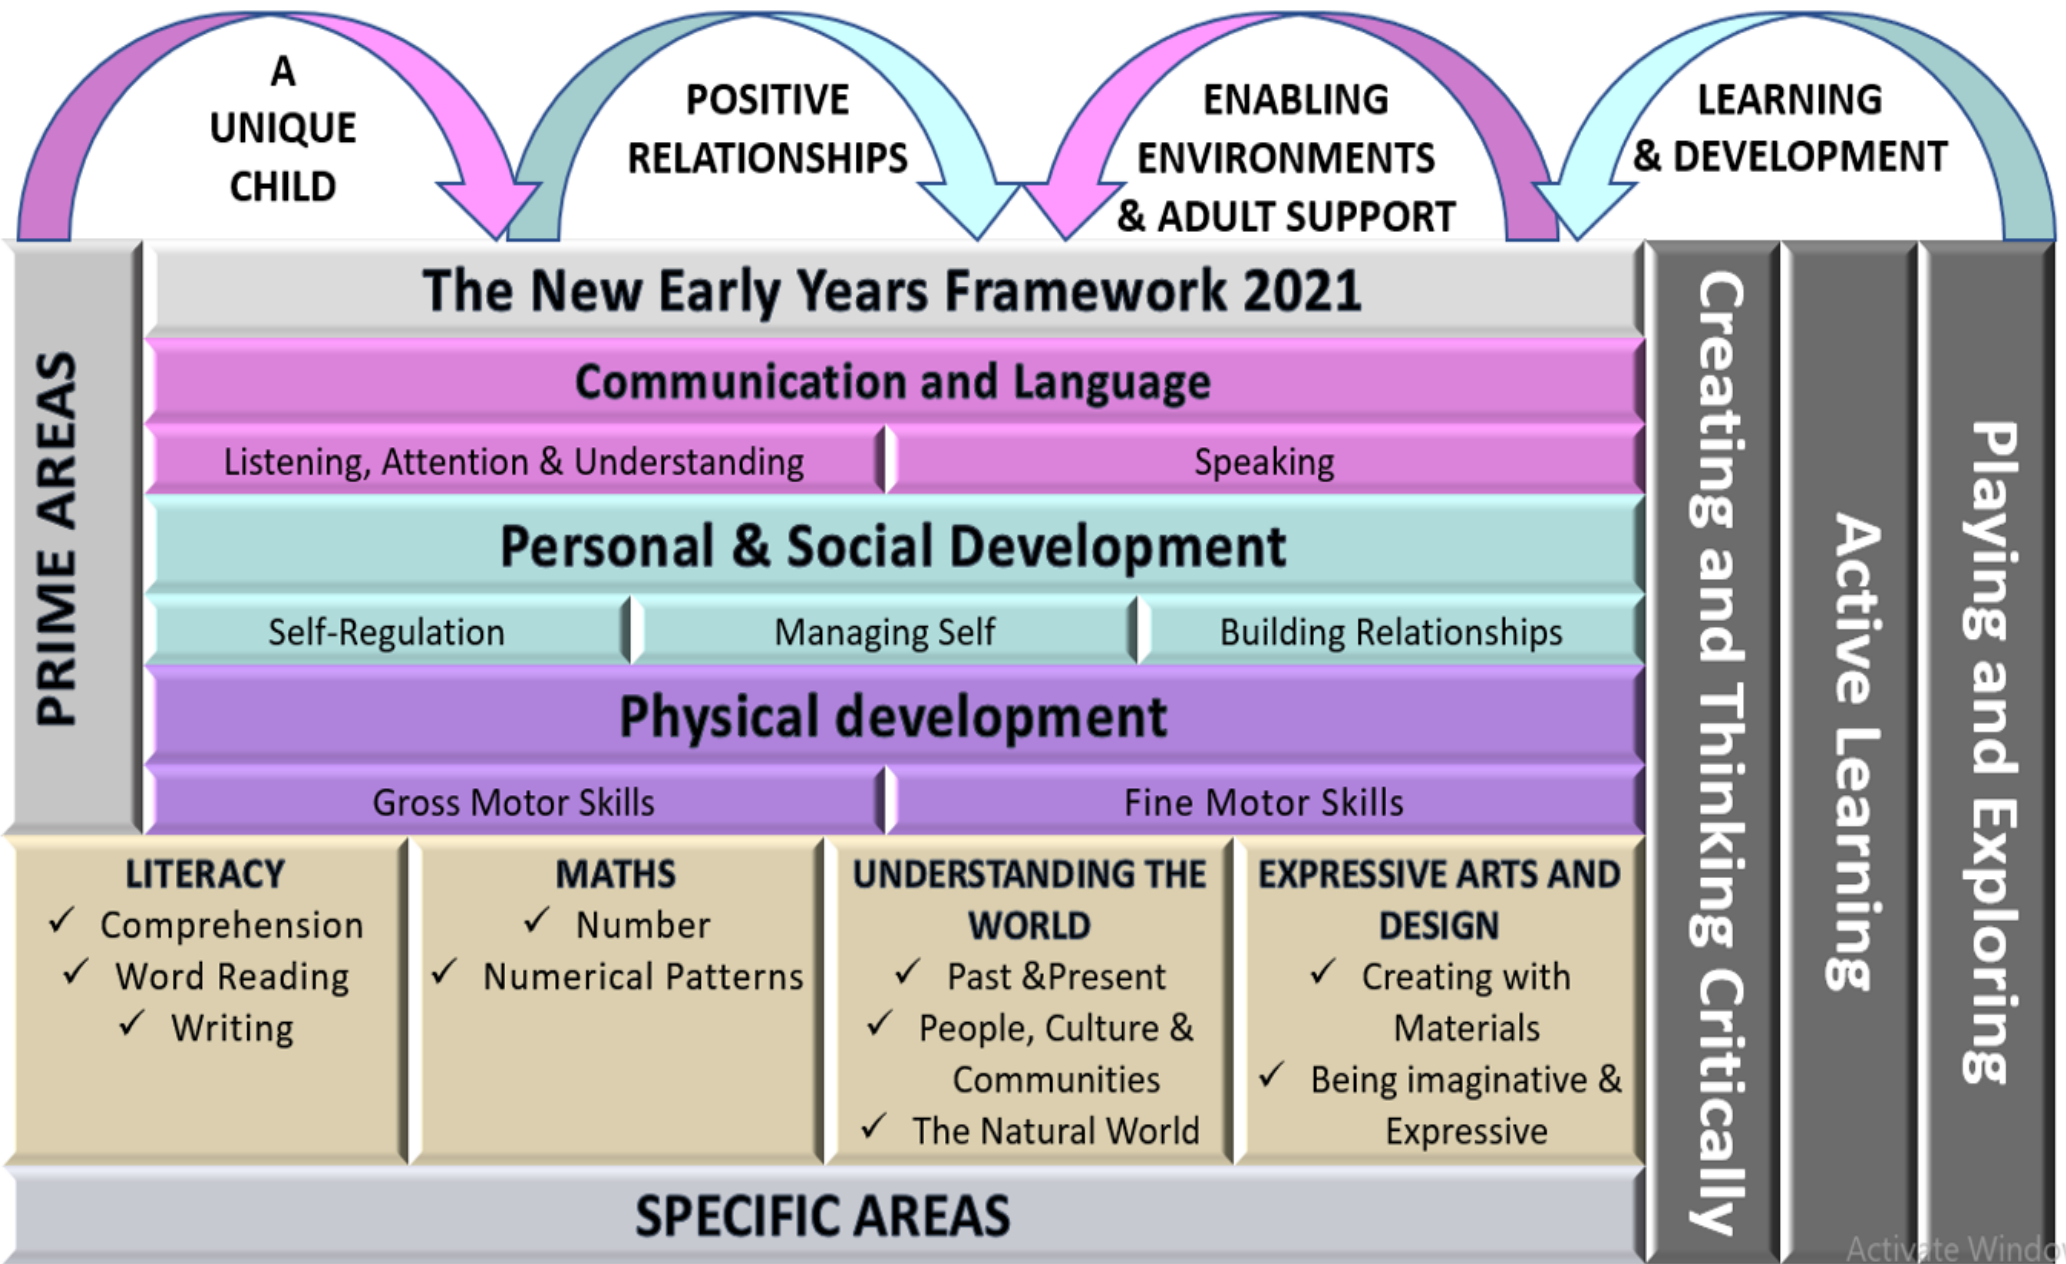 A
UNIQUE
CHILD
POSITIVE
RELATIONSHIPS
ENABLING
ENVIRONMENTS
& ADULT SUPPORT
LEARNING
& DEVELOPMENT
PRIME AREAS
The New Early Years Framework 2021
Communication and Language
Listening, Attention & Understanding
Speaking
Personal & Social Development
Self-Regulation
Managing Self
Building Relationships
Physical development
Gross Motor Skills
Fine Motor Skills
LITERACY
✓ Comprehension
✓ Word Reading
✓ Writing
MATHS
✓ Number
✓ Numerical Patterns
UNDERSTANDING THE
WORLD
✓ Past &Present
✓ People, Culture &
Communities
✓ The Natural World
EXPRESSIVE ARTS AND
DESIGN
✓ Creating with
Materials
✓ Being imaginative &
Expressive
SPECIFIC AREAS
Creating and Thinking Critically
Active Learning
Playing and Exploring
Activate Windo